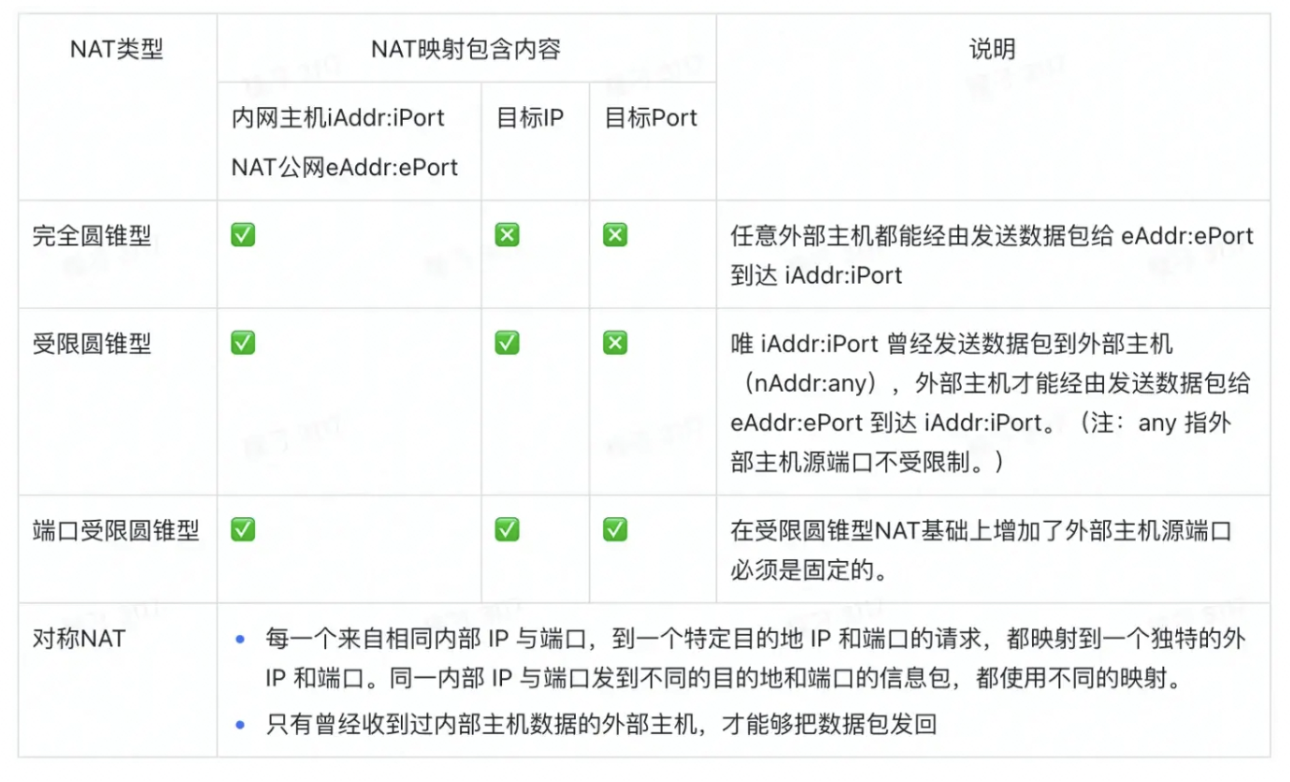 NAT类型
NAT映射包含内容
说明
内网主机iAddr:iPort
NAT公网eAddr:ePort
目标IP
目标Port
完全圆锥型
任意外部主机都能经由发送数据包给 eAddr:ePort
到达 iAddr:iPort
受限圆锥型
唯 iAddr:iPort 曾经发送数据包到外部主机
（nAddr:any），外部主机才能经由发送数据包给
eAddr:ePort 到达 iAddr:iPort。（注：any 指外
部主机源端口不受限制。）
端口受限圆锥型
在受限圆锥型NAT基础上增加了外部主机源端口
必须是固定的。
对称NAT
每一个来自相同内部 IP 与端口，到一个特定目的地 IP 和端口的请求，都映射到一个独特的外
IP 和端口。同一内部 IP 与端口发到不同的目的地和端口的信息包，都使用不同的映射。
只有曾经收到过内部主机数据的外部主机，才能够把数据包发回